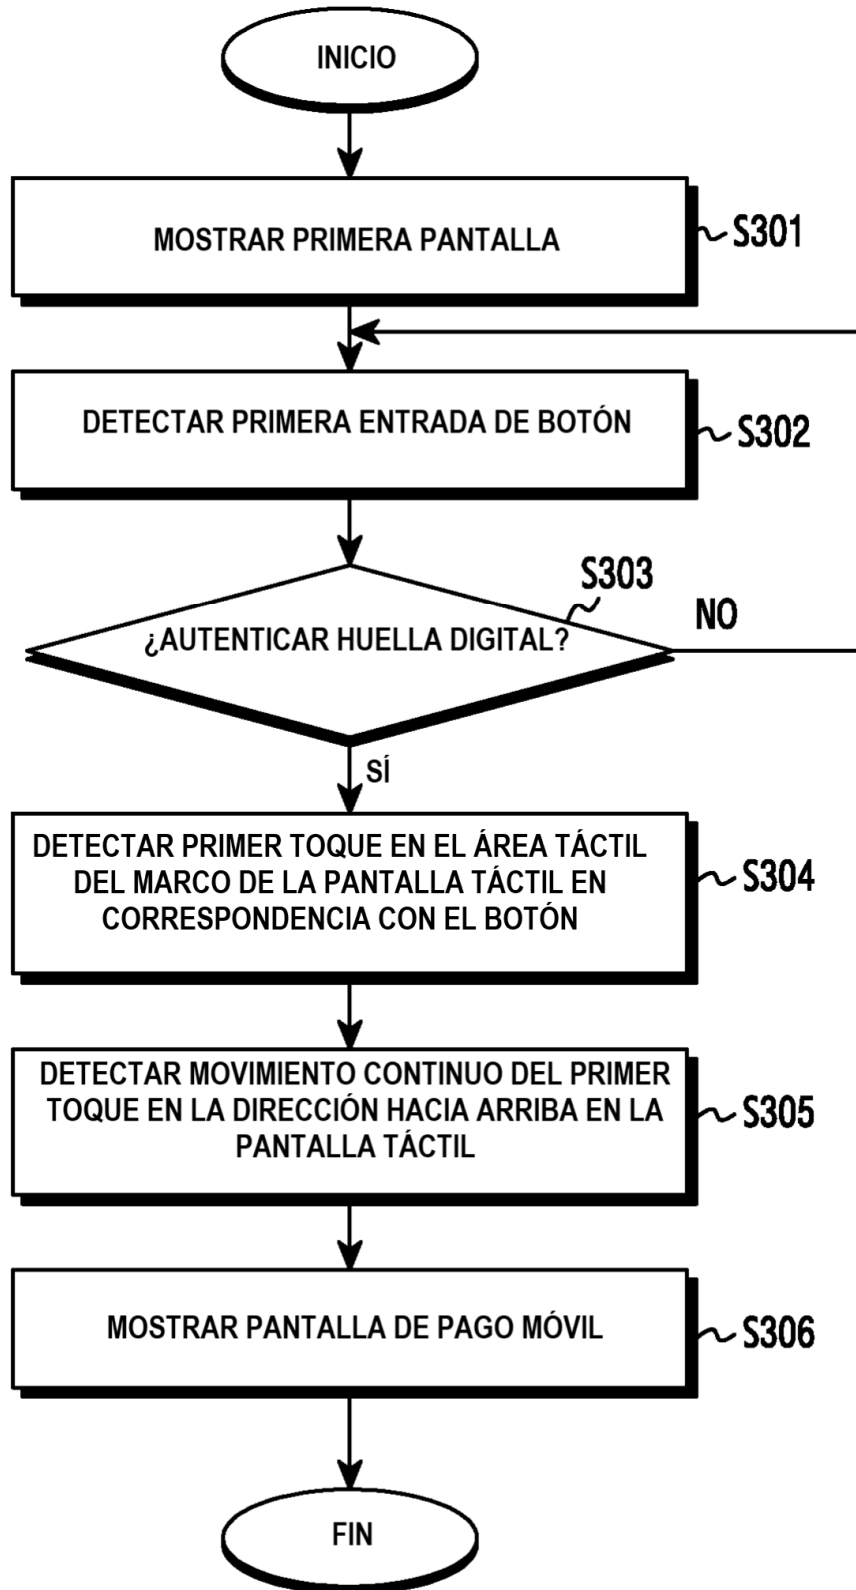 INICIO
MOSTRAR PRIMERA PANTALLA
S301
DETECTAR PRIMERA ENTRADA DE BOTÓN
S302
S303
¿AUTENTICAR HUELLA DIGITAL?
NO
SÍ
DETECTAR PRIMER TOQUE EN EL ÁREA TÁCTIL
DEL MARCO DE LA PANTALLA TÁCTIL EN
CORRESPONDENCIA CON EL BOTÓN
S304
DETECTAR MOVIMIENTO CONTINUO DEL PRIMER
TOQUE EN LA DIRECCIÓN HACIA ARRIBA EN LA
PANTALLA TÁCTIL
S305
MOSTRAR PANTALLA DE PAGO MÓVIL
S306
FIN